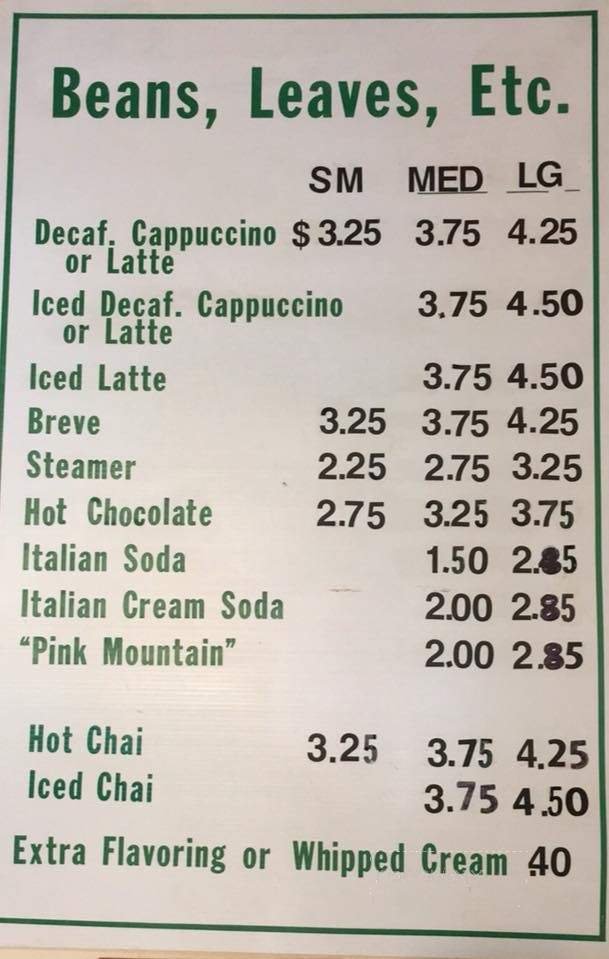 Beans, Leaves, Etc.
SM MED LG
Decaf. Cappuccino $3.25 3.75 4.25
or Latte
Iced Decaf. Cappuccino 3.75 4.50
or Latte
Iced Latte 3.75 4.50
Breve 3.25 3.75 4.25
Steamer 2.25 2.75 3.25
Hot Chocolate 2.75 3.25 3.75
Italian Soda 1.50 2.85
Italian Cream Soda 2.00 2.85
“Pink Mountain” 2.00 2.85
Hot Chai 3.25 3.75 4.25
Iced Chai 3.75 4.50
Extra Flavoring or Whipped Cream .40